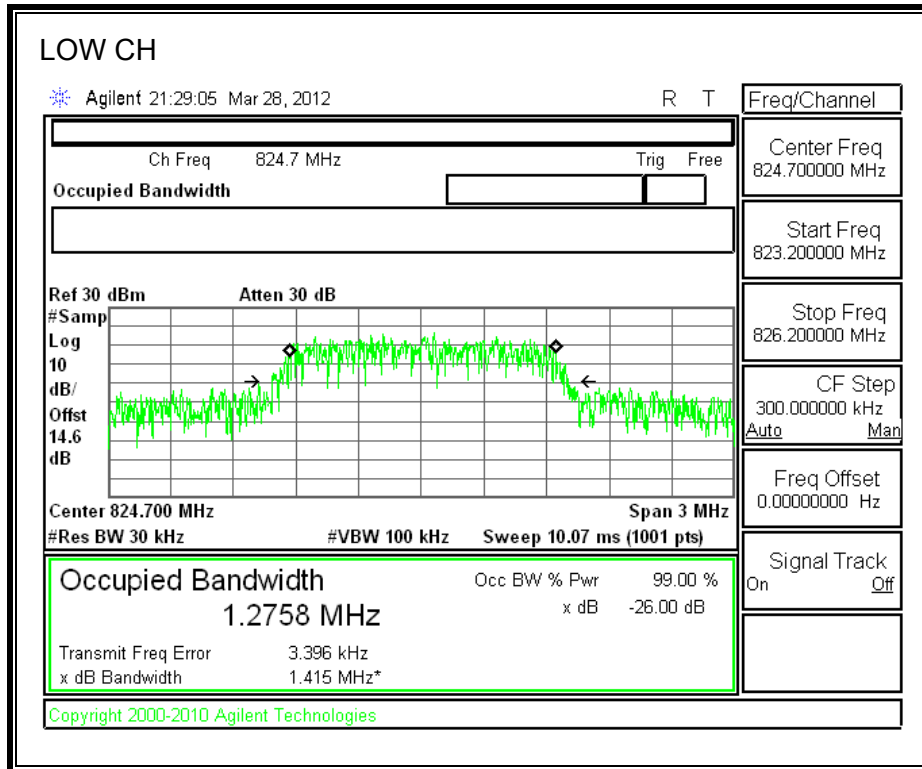 LOW CH
Agilent 21:29:05 Mar 28, 2012 R T
Ch Freq 824.7 MHz Trig Free
Occupied Bandwidth
Ref 30 dBm Atten 30 dB
#Samp
Log
10
dB/
Offst
14.6
dB
Center 824.700 MHz Span 3 MHz
#Res BW 30 kHz #VBW 100 kHz Sweep 10.07 ms (1001 pts)
Occupied Bandwidth Occ BW % Pwr 99.00 %
1.2758 MHz x dB -26.00 dB
Transmit Freq Error 3.396 kHz
x dB Bandwidth 1.415 MHz*
Copyright 2000-2010 Agilent Technologies
Freq/Channel
Center Freq
824.700000 MHz
Start Freq
823.200000 MHz
Stop Freq
826.200000 MHz
CF Step
300.000000 kHz
Auto Man
Freq Offset
0.00000000 Hz
Signal Track
On Off